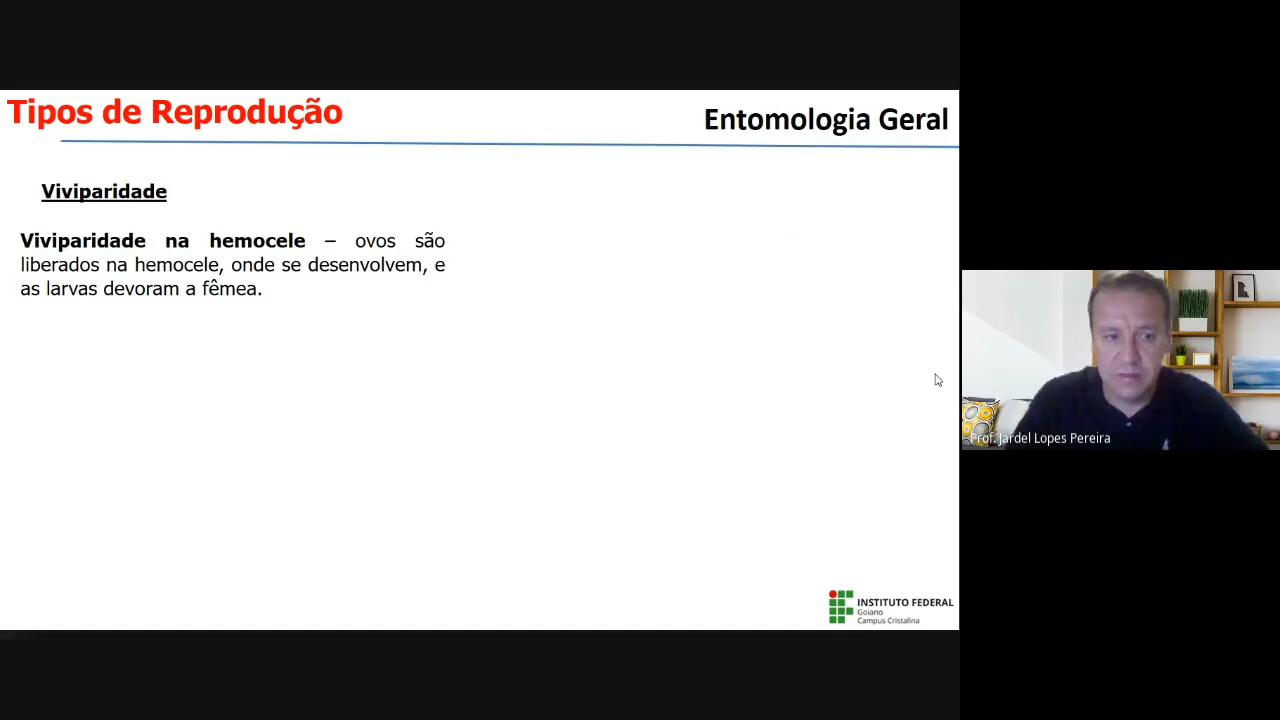 Tipos de Reprodução
Entomologia Geral
Viviparidade
Viviparidade na hemocele – ovos são
liberados na hemocele, onde se desenvolvem, e
as larvas devoram a fêmea.
Prof. Jardel Lopes Pereira
INSTITUTO FEDERAL
Goiano
Campus Cristalina